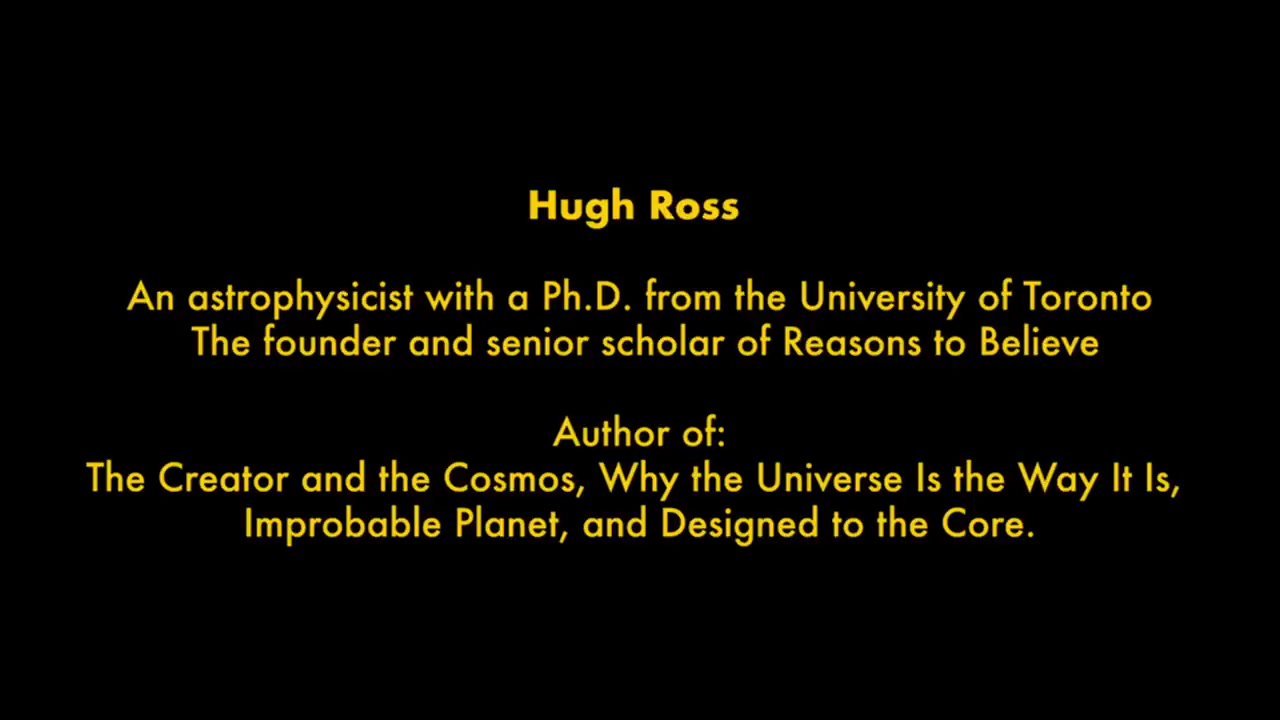 Hugh Ross
An astrophysicist with a Ph.D. from the University of Toronto
The founder and senior scholar of Reasons to Believe
Author of:
The Creator and the Cosmos, Why the Universe Is the Way It Is,
Improbable Planet, and Designed to the Core.